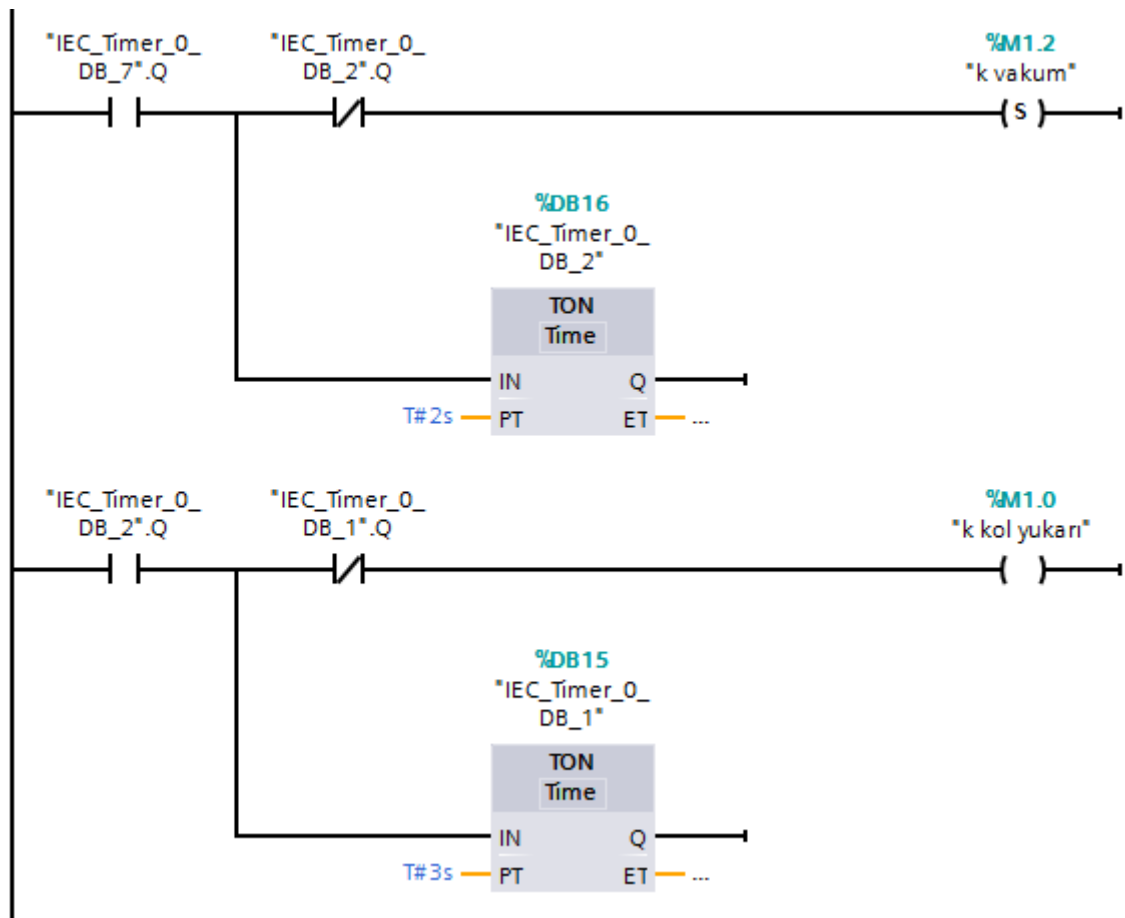 "IEC_Timer_0_
DB_7".Q
"IEC_Timer_0_
DB_2".Q
%M1.2
"k vakum"
( S )
%DB16
"IEC_Timer_0_
DB_2"
TON
Time
IN Q
T#2s PT ET ...
"IEC_Timer_0_
DB_2".Q
"IEC_Timer_0_
DB_1".Q
%M1.0
"k kol yukarı"
%DB15
"IEC_Timer_0_
DB_1"
TON
Time
IN Q
T#3s PT ET ...